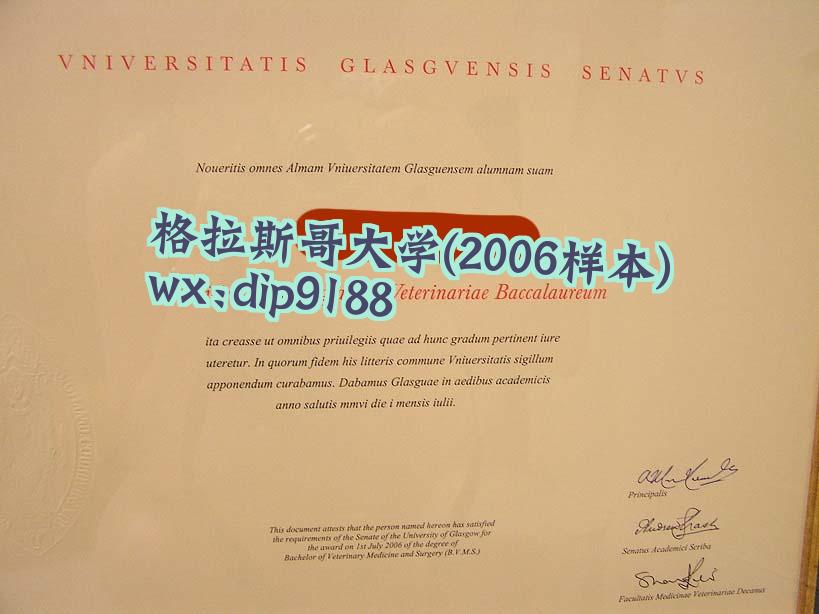 VNIVERSITATIS GLASGVENSIS SENATVS
Noueritis omnes Almam Vniuersitatem Glasguensem alumnam suam
格拉斯哥大学(2006样本)
wx:dip9188
Veterinariae Baccalaureum
ita creasse ut omnibus priuilegiis quae ad hunc gradum pertinent iure
uteretur. In quorum fidem his litteris commune Vniuersitatis sigillum
apponendum curabamus. Dabamus Glasguae in aedibus academicis
anno salutis mmvi die i mensis iulii.
Principalis
Senatus Academici Scriba
Facultatis Medicinae Veterinariae Decanus
This document attests that the person named hereon has satisfied
the requirements of the Senate of the University of Glasgow for
the award on 1st July 2006 of the degree of
Bachelor of Veterinary Medicine and Surgery (B.V.M.S.)